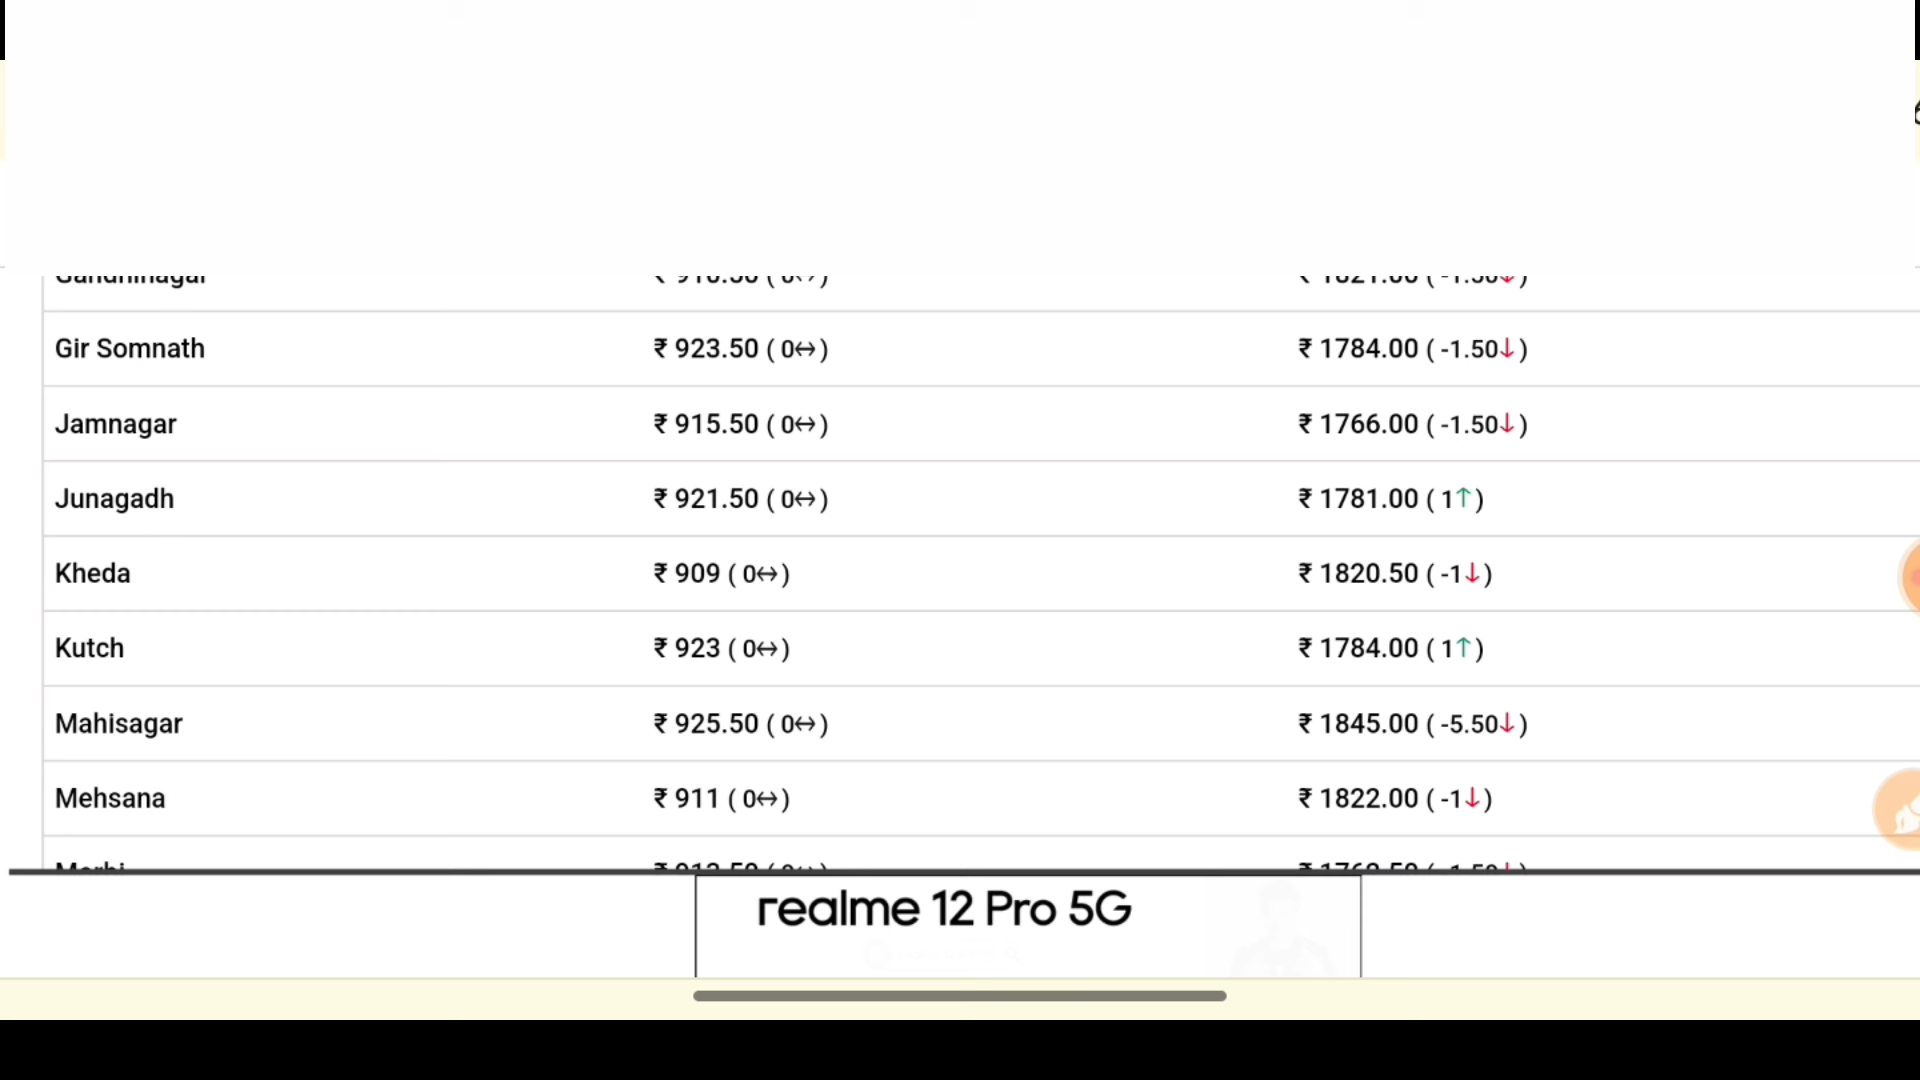 Gandhinagar
Gir Somnath ₹ 923.50 ( 0↔ ) ₹ 1784.00 ( -1.50↓ )
Jamnagar ₹ 915.50 ( 0↔ ) ₹ 1766.00 ( -1.50↓ )
Junagadh ₹ 921.50 ( 0↔ ) ₹ 1781.00 ( 1↑ )
Kheda ₹ 909 ( 0↔ ) ₹ 1820.50 ( -1↓ )
Kutch ₹ 923 ( 0↔ ) ₹ 1784.00 ( 1↑ )
Mahisagar ₹ 925.50 ( 0↔ ) ₹ 1845.00 ( -5.50↓ )
Mehsana ₹ 911 ( 0↔ ) ₹ 1822.00 ( -1↓ )
Morbi
realme 12 Pro 5G